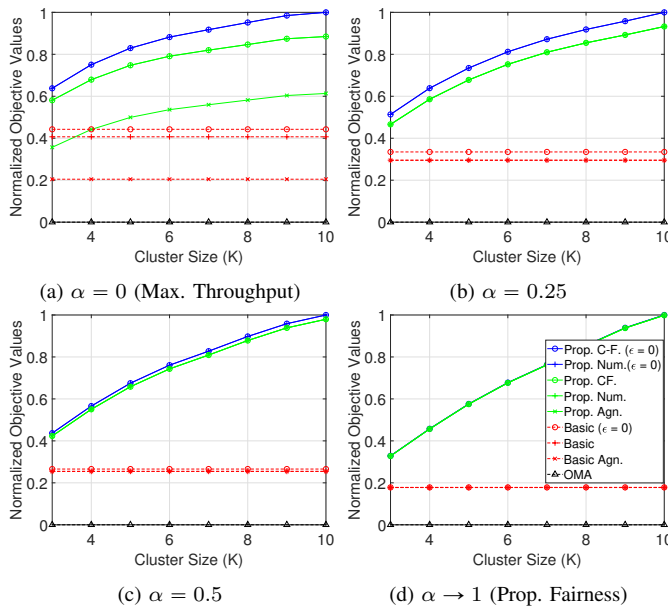 1
0.8
0.6
0.4
0.2
0
Normalized Objective Values
4
6
8
10
Cluster Size (K)
(a) α = 0 (Max. Throughput)
1
0.8
0.6
0.4
0.2
0
Normalized Objective Values
4
6
8
10
Cluster Size (K)
(b) α = 0.25
1
0.8
0.6
0.4
0.2
0
Normalized Objective Values
4
6
8
10
Cluster Size (K)
(c) α = 0.5
1
0.8
0.6
0.4
0.2
0
Normalized Objective Values
Prop. C-F. (ϵ = 0)
Prop. Num.(ϵ = 0)
Prop. CF.
Prop. Num.
Prop. Agn.
Basic (ϵ = 0)
Basic
Basic Agn.
OMA
4
6
8
10
Cluster Size (K)
(d) α → 1 (Prop. Fairness)